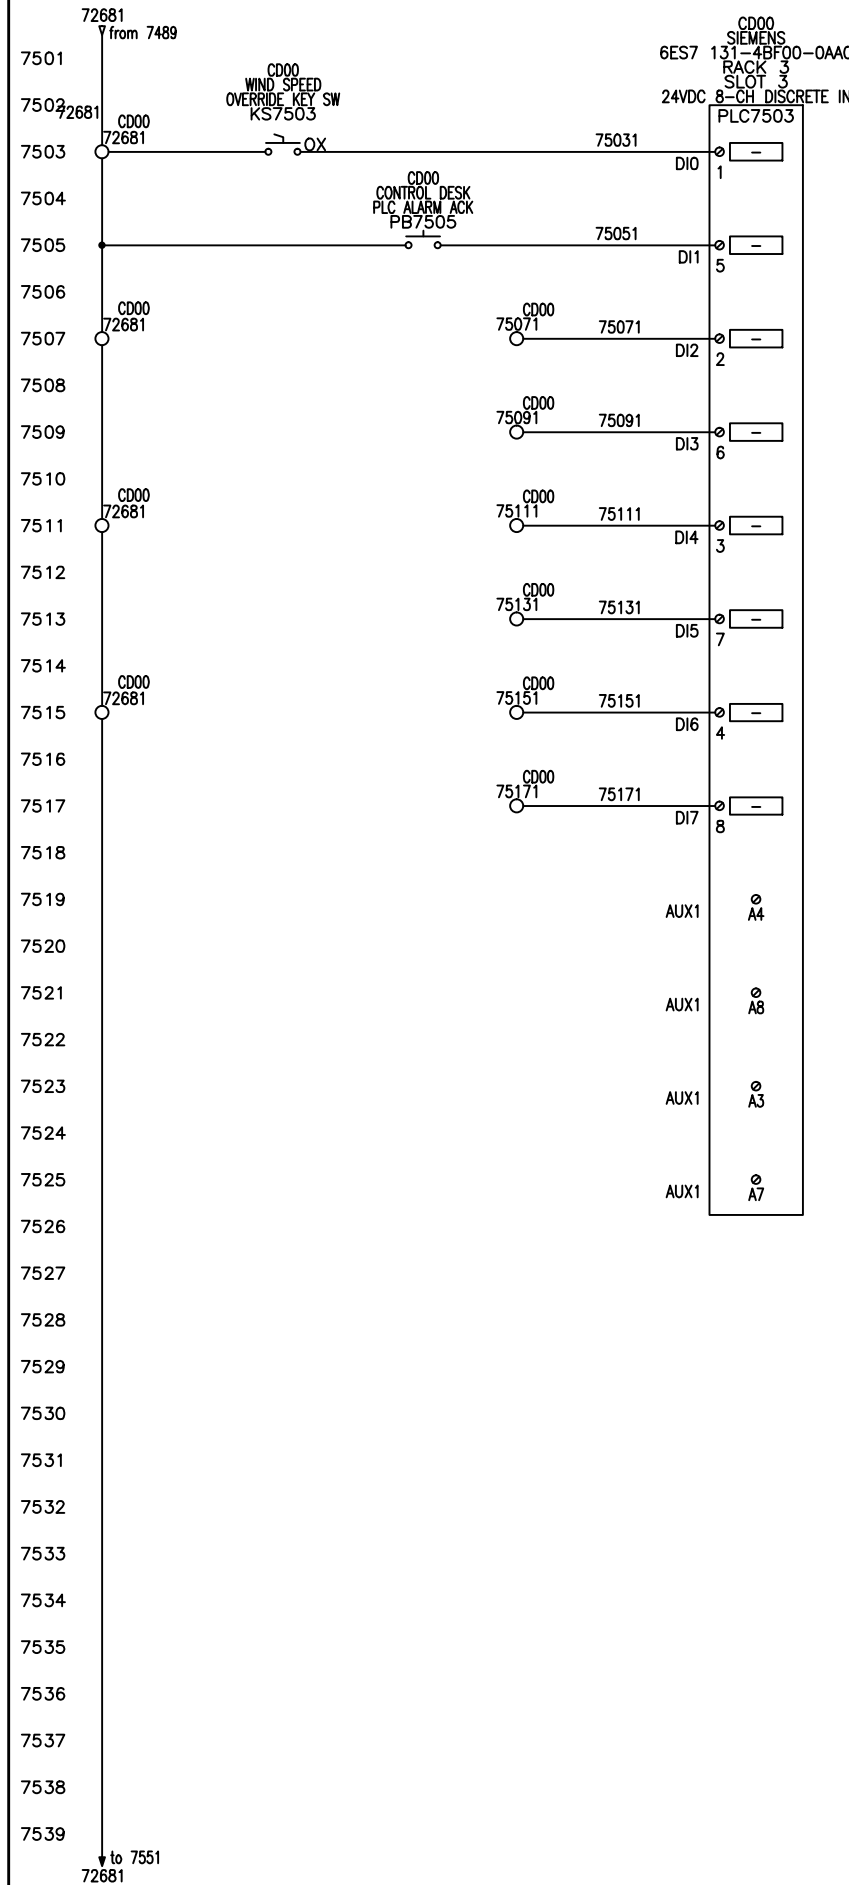 72681
from 7489
CD00
SIEMENS
6ES7 131-4BF00-0AA0
RACK 3
SLOT 3
24VDC 8-CH DISCRETE IN
PLC7503
7501
CD00
WIND SPEED
OVERRIDE KEY SW
KS7503
7502
72681
CD00
72681
7503
OX
75031
DI0
1
7504
CD00
CONTROL DESK
PLC ALARM ACK
PB7505
7505
75051
DI1
5
7506
CD00
72681
7507
CD00
75071
75071
DI2
2
7508
7509
CD00
75091
75091
DI3
6
7510
CD00
72681
7511
CD00
75111
75111
DI4
3
7512
7513
CD00
75131
75131
DI5
7
7514
CD00
72681
7515
CD00
75151
75151
DI6
4
7516
7517
CD00
75171
75171
DI7
8
7518
7519
AUX1
A4
7520
7521
AUX1
A8
7522
7523
AUX1
A3
7524
7525
AUX1
A7
7526
7527
7528
7529
7530
7531
7532
7533
7534
7535
7536
7537
7538
7539
to 7551
72681